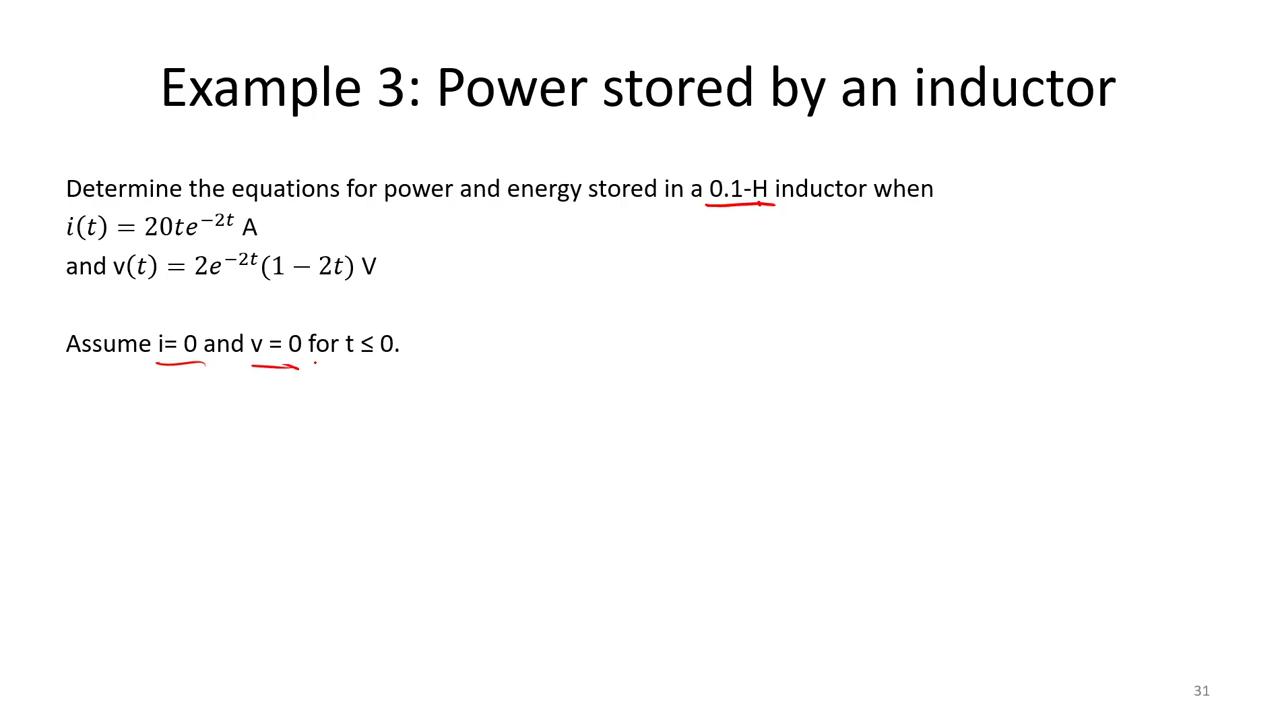 Example 3: Power stored by an inductor
Determine the equations for power and energy stored in a 0.1-H inductor when
i(t) = 20te⁻²ᵗ A
and v(t) = 2e⁻²ᵗ(1 − 2t) V
Assume i= 0 and v = 0 for t ≤ 0.
31